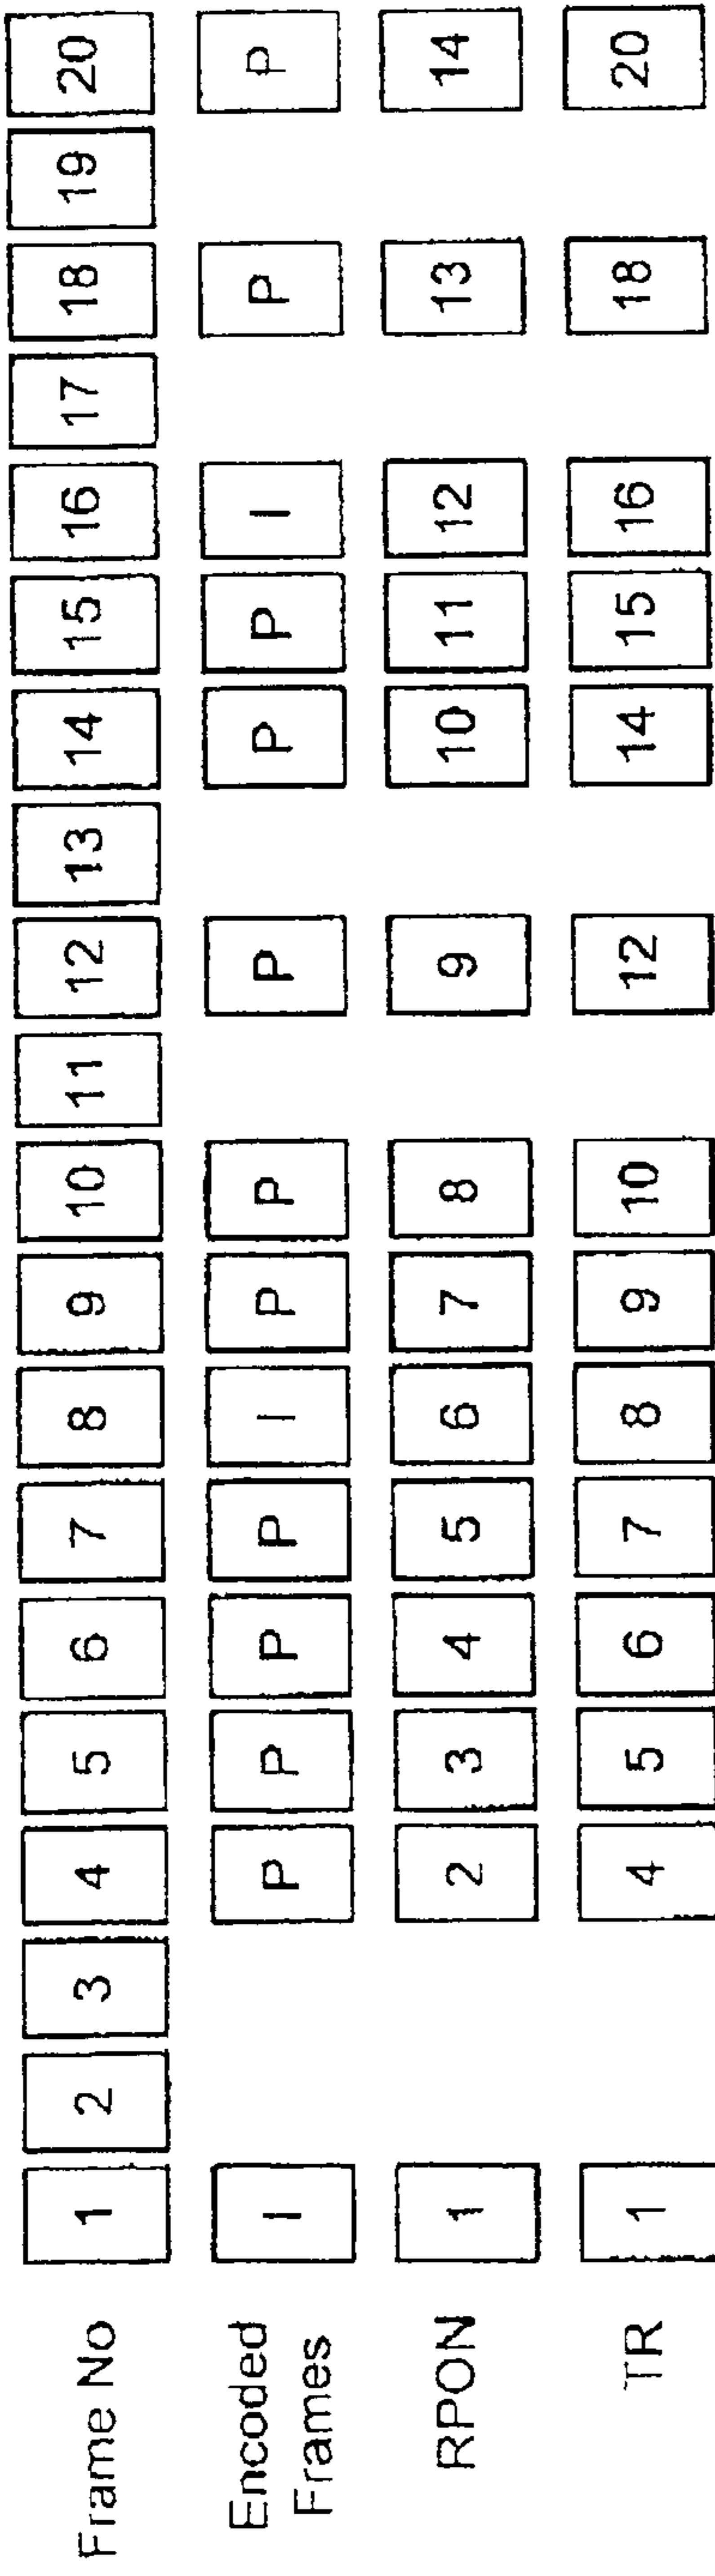 Frame No 1 2 3 4 5 6 7 8 9 10 11 12 13 14 15 16 17 18 19 20
Encoded I P P P P I P P P P P I P P
Frames
RPON 1 2 3 4 5 6 7 8 9 10 11 12 13 14
TR 1 4 5 6 7 8 9 10 12 14 15 16 18 20